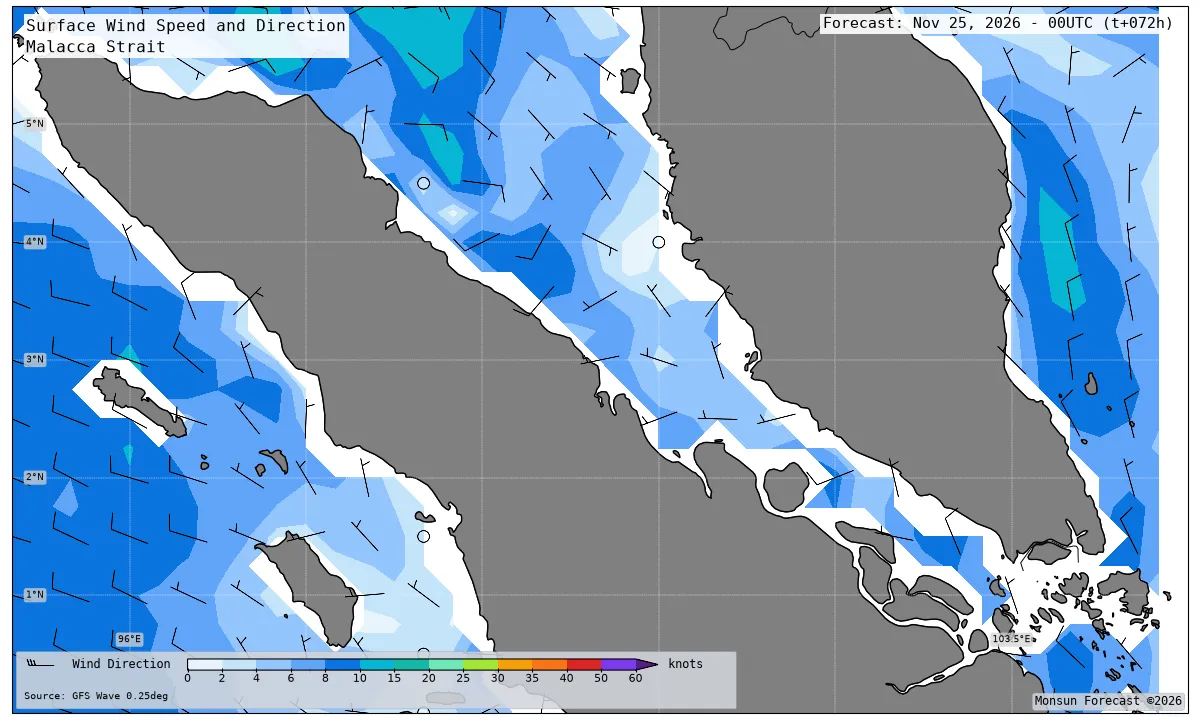 Surface Wind Speed and Direction
Malacca Strait
Forecast: Nov 25, 2026 - 00UTC (t+072h)
5°N
4°N
3°N
2°N
1°N
96°E
103.5°E
Wind Direction
0 2 4 6 8 10 15 20 25 30 35 40 50 60
knots
Source: GFS Wave 0.25deg
Monsun Forecast ©2026